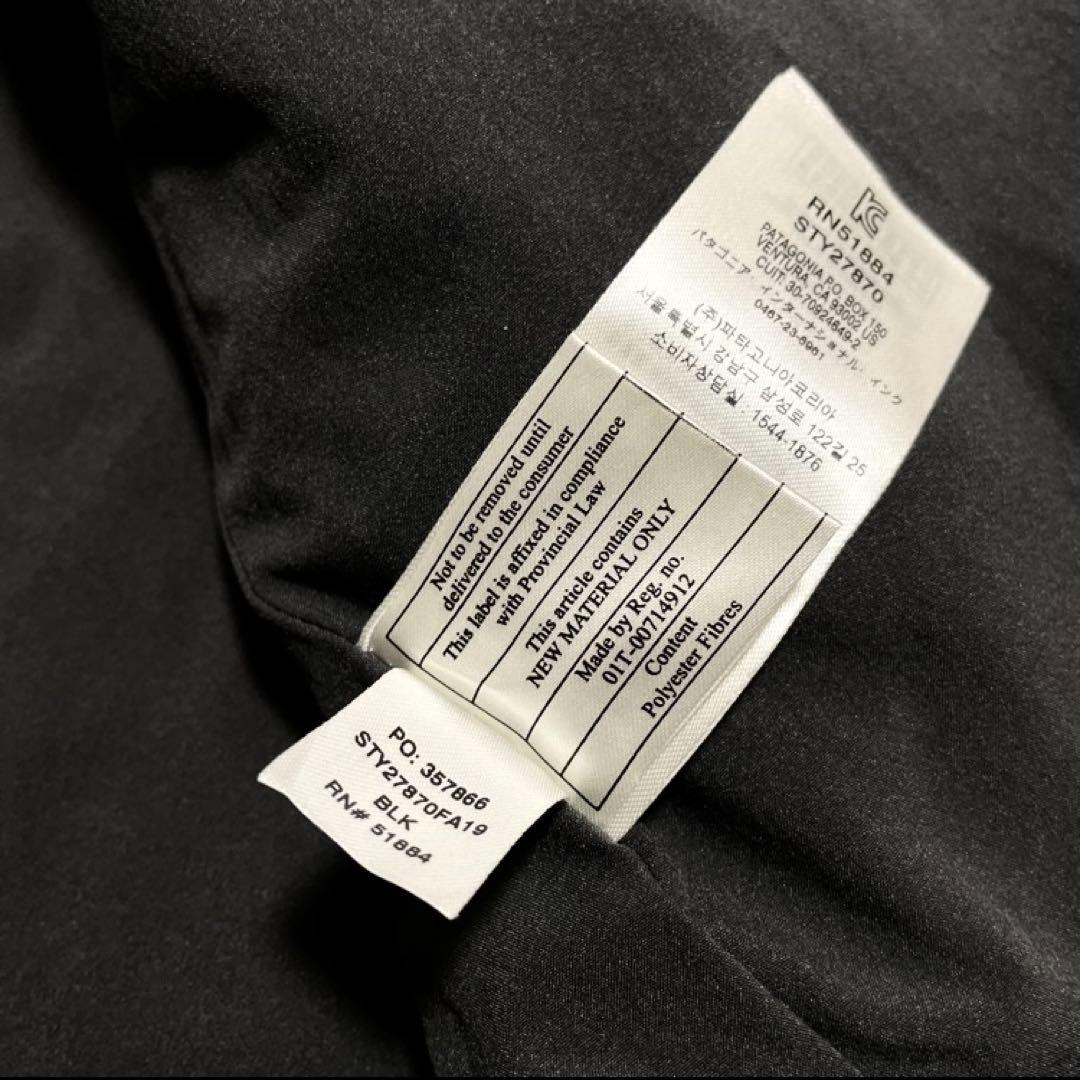 RN51884
STY27870
PATAGONIA P.O. BOX 150
VENTURA, CA 93002 US
CUIT: 30-70924649-2
パタゴニア・インターナショナル・インク
0467-23-8961
(주)파타고니아코리아
서울특별시 강남구 삼성로 122길 25
소비자상담실 : 1544-1876
Not to be removed until
delivered to the consumer
This label is affixed in compliance
with Provincial Law
This article contains
NEW MATERIAL ONLY
Made by Reg. no.
01T-00714912
Content
Polyester Fibres
PO: 357866
STY27870FA19
BLK
RN# 51884